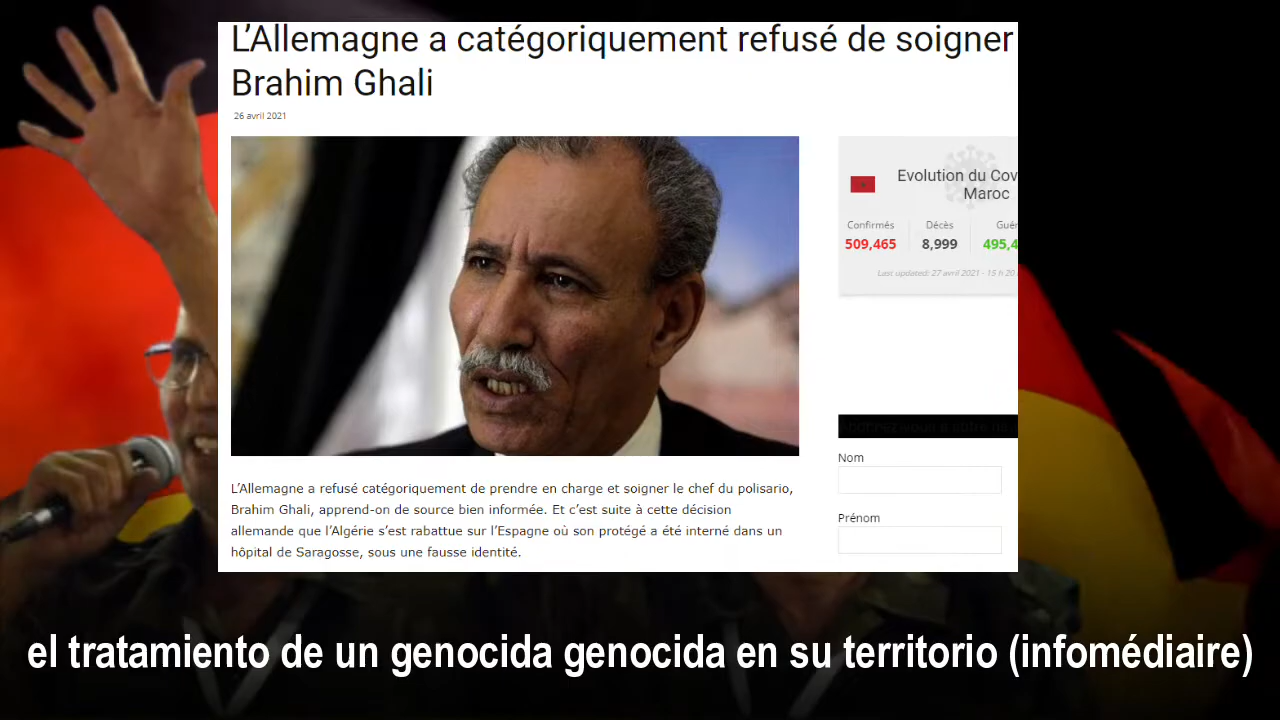 L'Allemagne a catégoriquement refusé de soigner
Brahim Ghali
26 avril 2021
Evolution du Cov
Maroc
Confirmés Décès Guér
509,465 8,999 495,4
Last updated: 27 avril 2021 - 15 h 20
Nom
Prénom
L'Allemagne a refusé catégoriquement de prendre en charge et soigner le chef du polisario,
Brahim Ghali, apprend-on de source bien informée. Et c'est suite à cette décision
allemande que l'Algérie s'est rabattue sur l'Espagne où son protégé a été interné dans un
hôpital de Saragosse, sous une fausse identité.
el tratamiento de un genocida genocida en su territorio (infomédiaire)